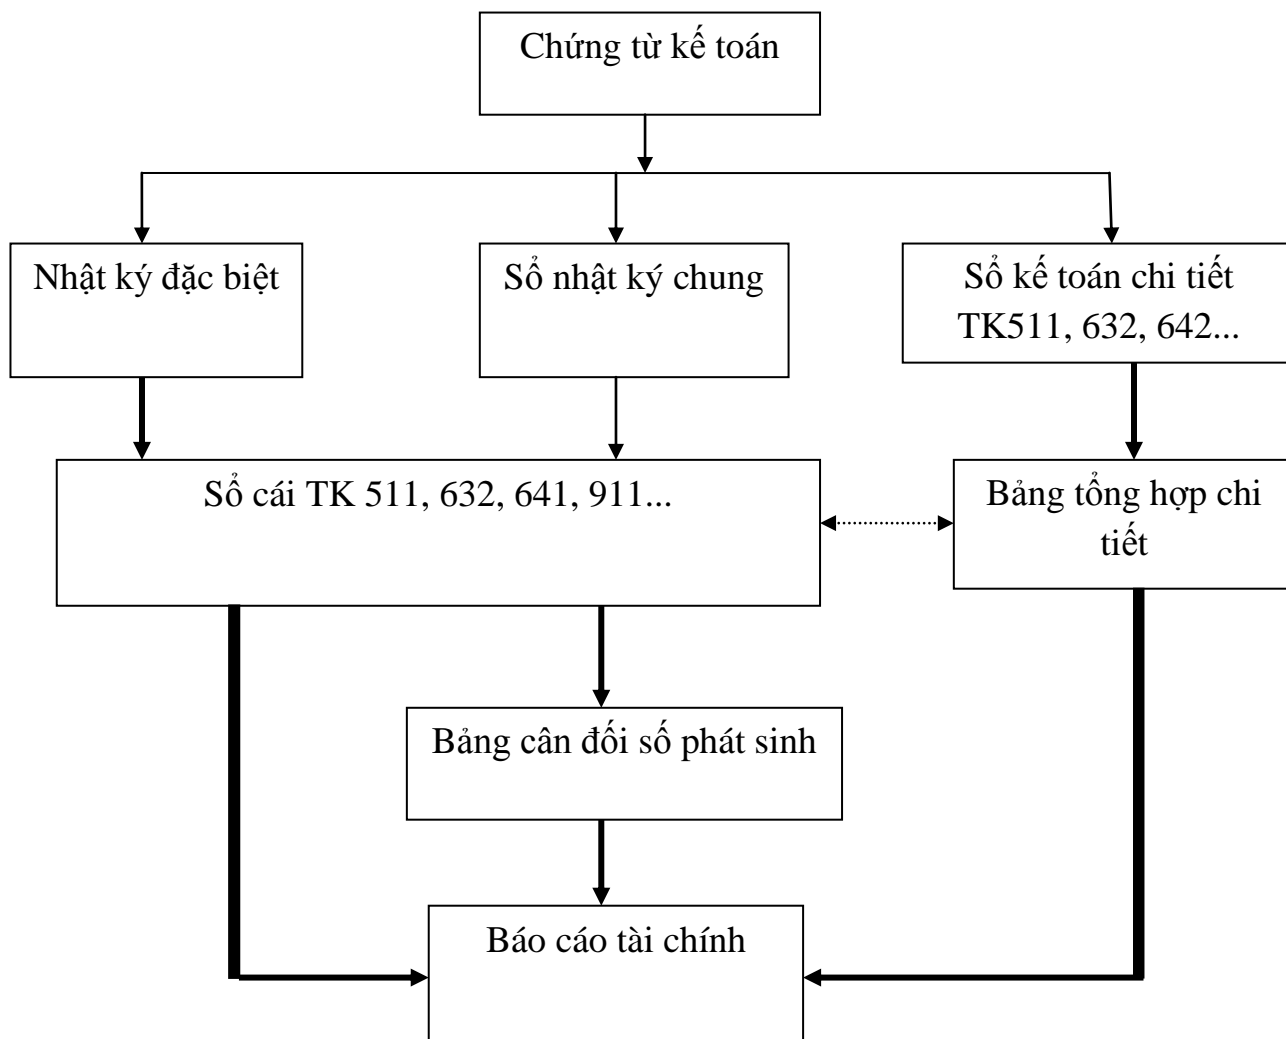 Chứng từ kế toán
Nhật ký đặc biệt
Sổ nhật ký chung
Sổ kế toán chi tiết
TK511, 632, 642...
Sổ cái TK 511, 632, 641, 911...
Bảng tổng hợp chi
tiết
Bảng cân đối số phát sinh
Báo cáo tài chính